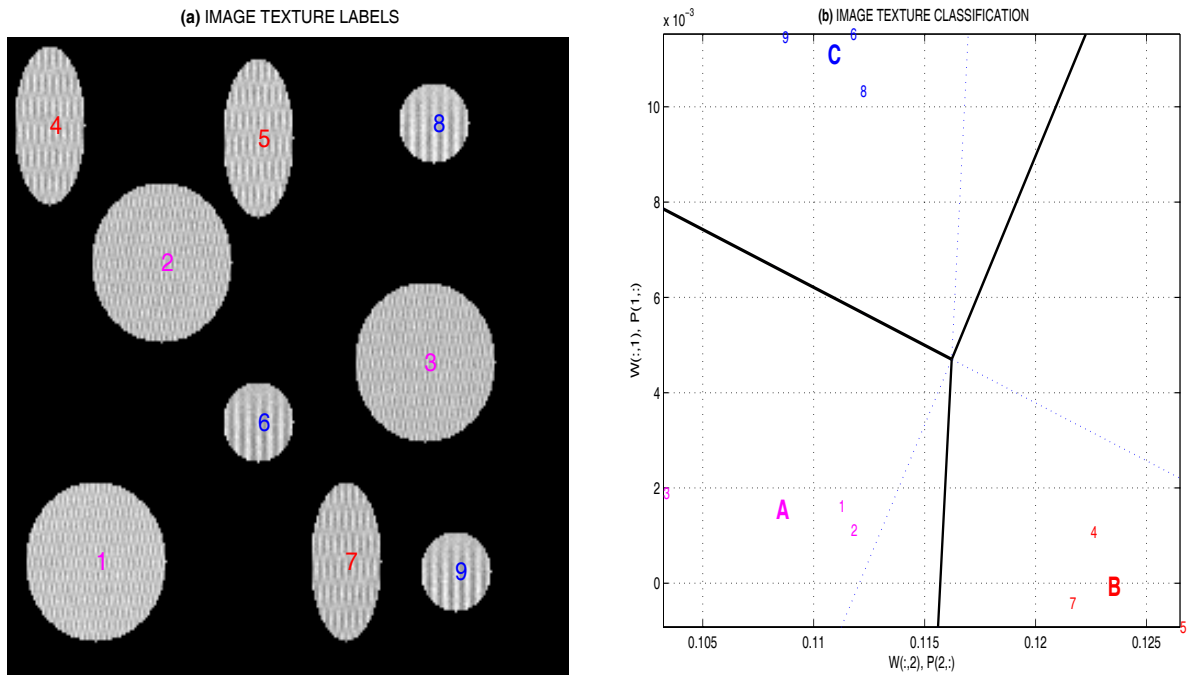 (a) IMAGE TEXTURE LABELS
4
5
8
2
3
6
1
7
9
(b) IMAGE TEXTURE CLASSIFICATION
x 10⁻³
9
6
C
8
10
8
6
4
2
0
W(:,1), P(1,:)
3
A
1
2
4
B
7
5
0.105 0.11 0.115 0.12 0.125
W(:,2), P(2,:)